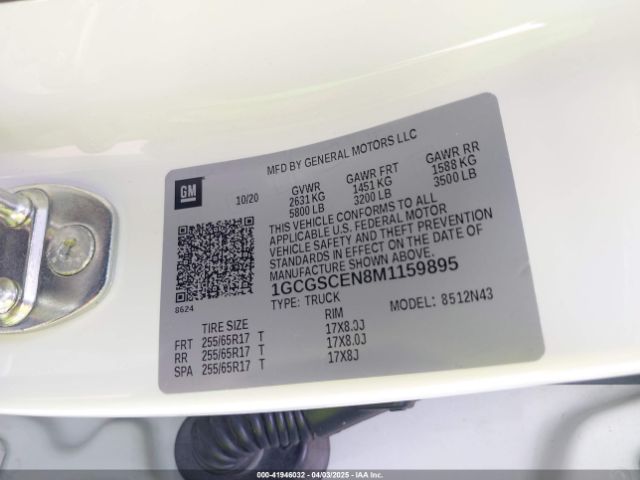 MFD BY GENERAL MOTORS LLC
GM
10/20
GVWR GAWR FRT GAWR RR
2631 KG 1451 KG 1588 KG
5800 LB 3200 LB 3500 LB
THIS VEHICLE CONFORMS TO ALL
APPLICABLE U.S. FEDERAL MOTOR
VEHICLE SAFETY AND THEFT PREVENTION
STANDARDS IN EFFECT ON THE DATE OF
MANUFACTURE SHOWN ABOVE.
8624
1GCGSCEN8M1159895
TYPE: TRUCK MODEL: 8512N43
TIRE SIZE RIM
FRT 255/65R17 T 17X8.0J
RR 255/65R17 T 17X8.0J
SPA 255/65R17 T 17X8J
000-41946032 - 04/03/2025 - Copyright © IAA, LLC